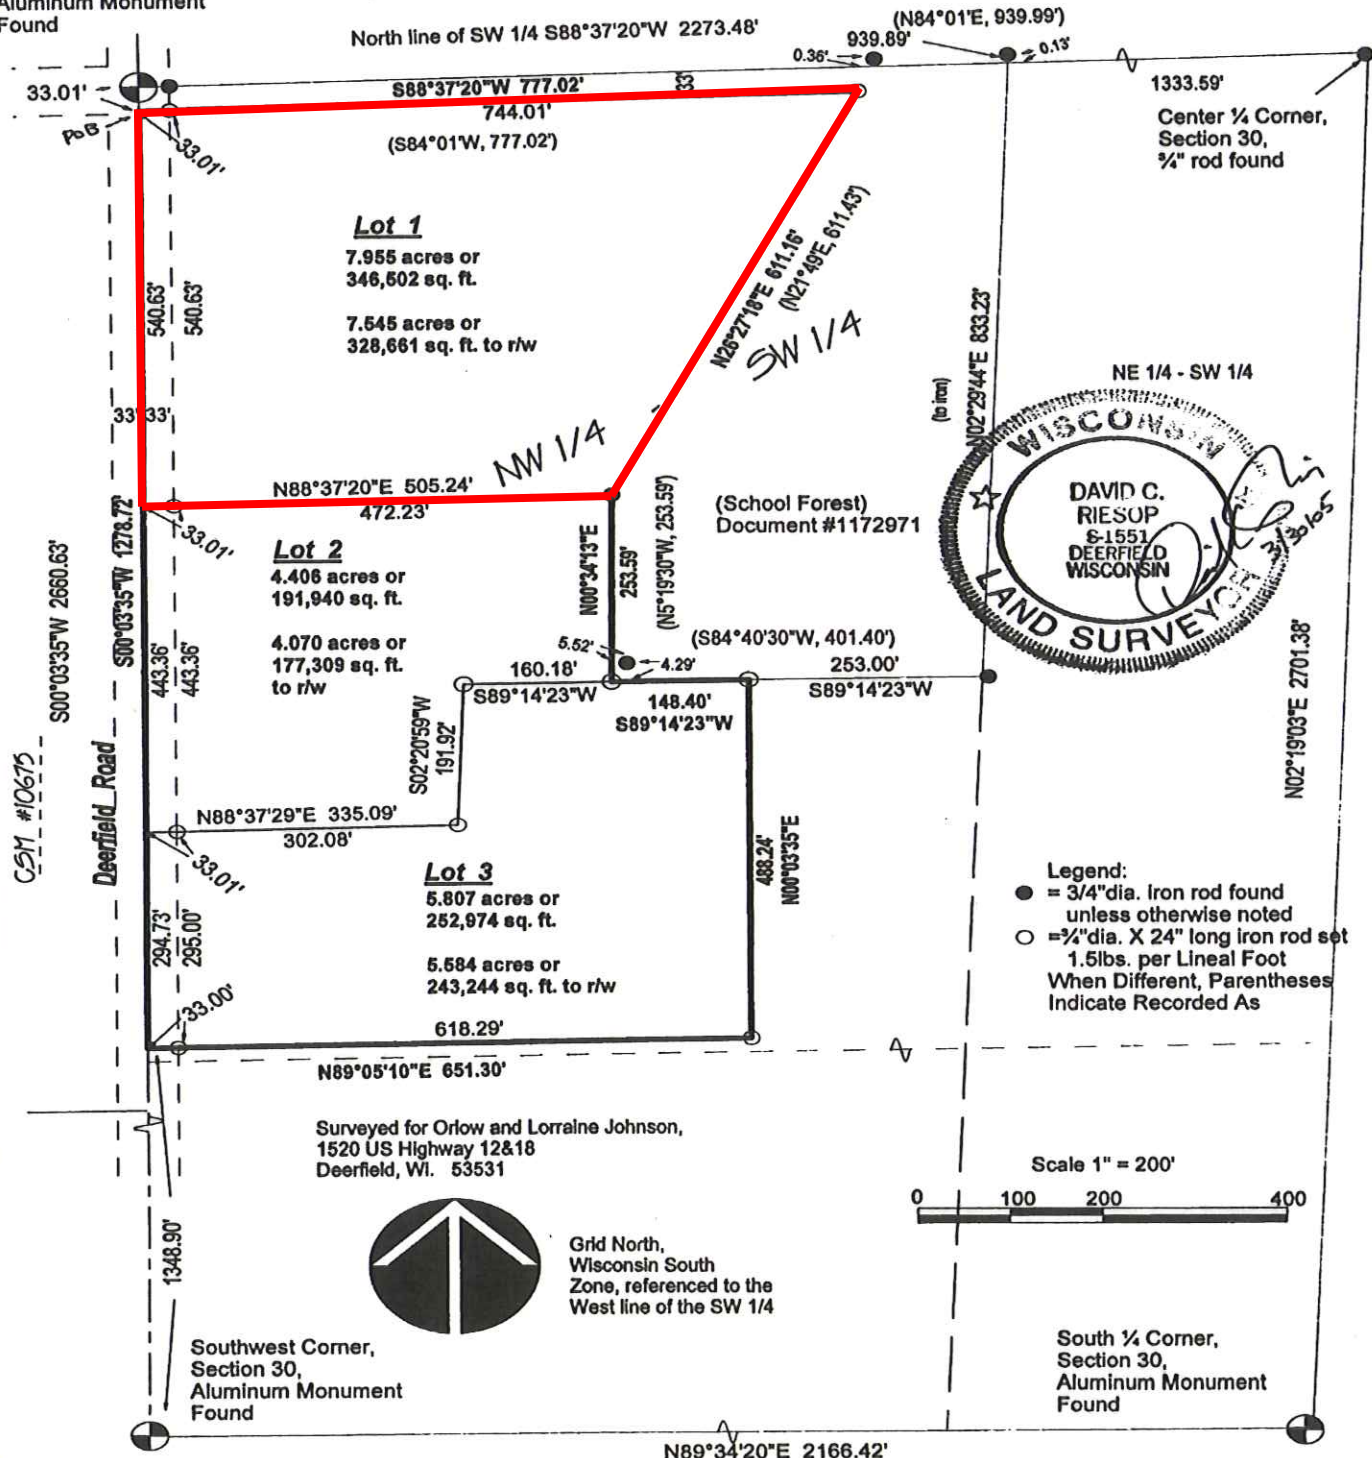 Aluminum Monument
Found
North line of SW 1/4 S88°37'20"W 2273.48'
(N84°01'E, 939.99')
939.89'
0.36'
0.13'
33.01'
S88°37'20"W 777.02'
33'
744.01'
(S84°01'W, 777.02')
1333.59'
Center ¼ Corner,
Section 30,
¾" rod found
PoB
33.01'
Lot 1
7.955 acres or
346,502 sq. ft.
7.545 acres or
328,661 sq. ft. to r/w
540.63'
540.63'
N26°27'18"E 611.16'
(N21°49'E, 611.43')
SW 1/4
NW 1/4
33'
33'
(to iron)
N02°29'44"E 833.23'
NE 1/4 - SW 1/4
WISCONSIN
DAVID C.
RIESOP
S-1551
DEERFIELD
WISCONSIN
LAND SURVEYOR
3/30/05
N88°37'20"E 505.24'
472.23'
33.01'
Lot 2
4.406 acres or
191,940 sq. ft.
4.070 acres or
177,309 sq. ft.
to r/w
S00°03'35"W 2660.63'
S00°03'35"W 1278.72'
443.36'
443.36'
N00°34'13"E
253.59'
(N5°19'30"W, 253.59')
(School Forest)
Document #1172971
5.52'
4.29'
(S84°40'30"W, 401.40')
160.18'
S89°14'23"W
148.40'
S89°14'23"W
253.00'
S89°14'23"W
S02°20'59"W
191.92'
N02°19'03"E 2701.38'
CSM #10675
Deerfield Road
N88°37'29"E 335.09'
302.08'
33.01'
Lot 3
5.807 acres or
252,974 sq. ft.
5.584 acres or
243,244 sq. ft. to r/w
488.24'
N00°03'35"E
294.73'
295.00'
33.00'
618.29'
N89°05'10"E 651.30'
Legend:
= 3/4"dia. Iron rod found
unless otherwise noted
=¾"dia. X 24" long iron rod set
1.5lbs. per Lineal Foot
When Different, Parentheses
Indicate Recorded As
Surveyed for Orlow and Lorraine Johnson,
1520 US Highway 12&18
Deerfield, Wi. 53531
Scale 1" = 200'
0 100 200 400
Grid North,
Wisconsin South
Zone, referenced to the
West line of the SW 1/4
1348.90'
Southwest Corner,
Section 30,
Aluminum Monument
Found
South ¼ Corner,
Section 30,
Aluminum Monument
Found
N89°34'20"E 2166.42'